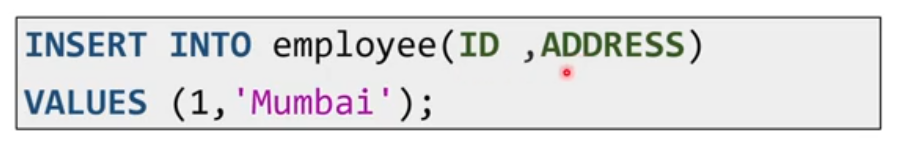 INSERT INTO employee(ID ,ADDRESS)
VALUES (1,'Mumbai');